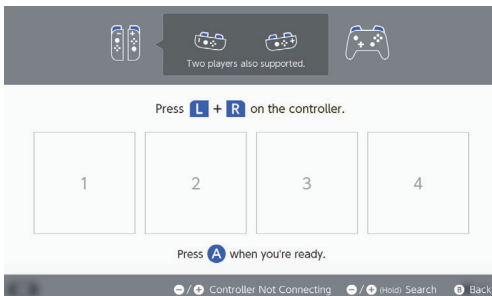 Two players also supported.
Press L + R on the controller.
1 2 3 4
Press A when you're ready.
⊖/⊕ Controller Not Connecting ⊖/⊕ (Hold) Search B Back